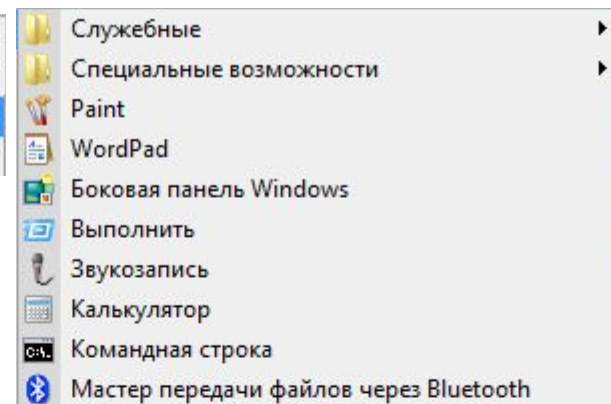 Служебные
Специальные возможности
Paint
WordPad
Боковая панель Windows
Выполнить
Звукозапись
Калькулятор
Командная строка
Мастер передачи файлов через Bluetooth